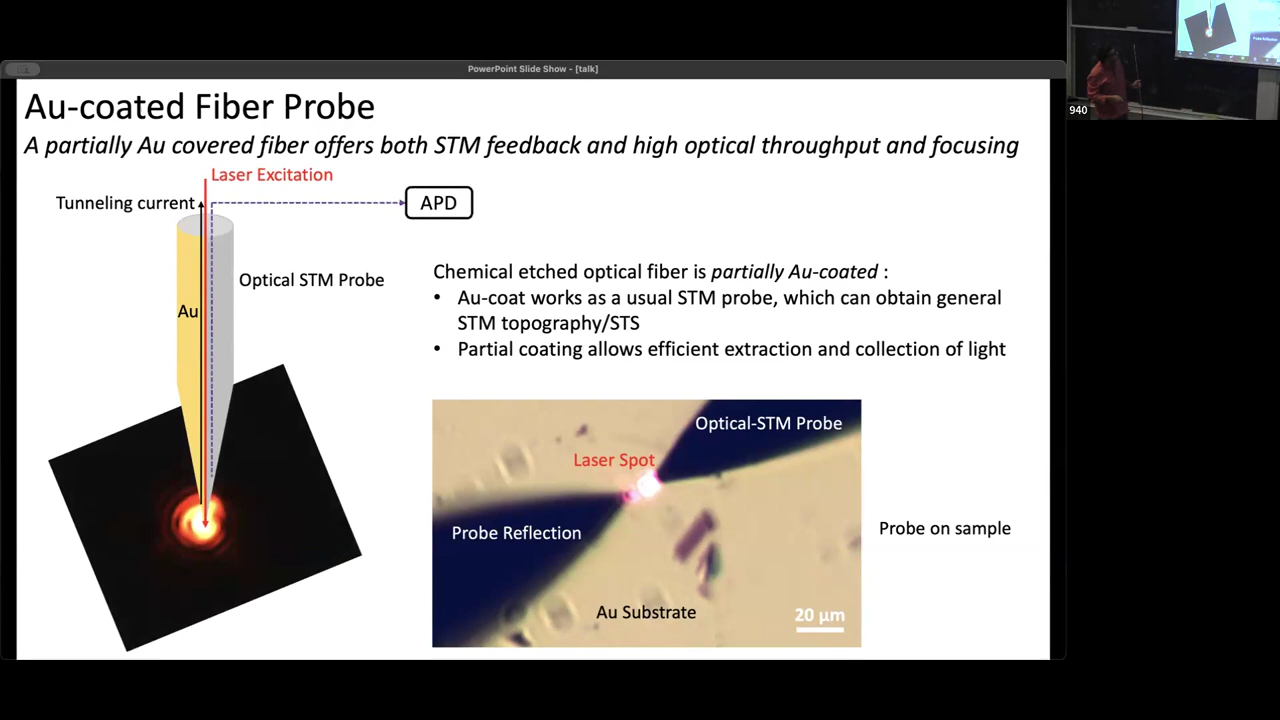 PowerPoint Slide Show - [talk]
940
Au-coated Fiber Probe
A partially Au covered fiber offers both STM feedback and high optical throughput and focusing
Laser Excitation
Tunneling current
APD
Optical STM Probe
Au
Chemical etched optical fiber is partially Au-coated :
• Au-coat works as a usual STM probe, which can obtain general
STM topography/STS
• Partial coating allows efficient extraction and collection of light
Optical-STM Probe
Laser Spot
Probe Reflection
Probe on sample
Au Substrate
20 μm